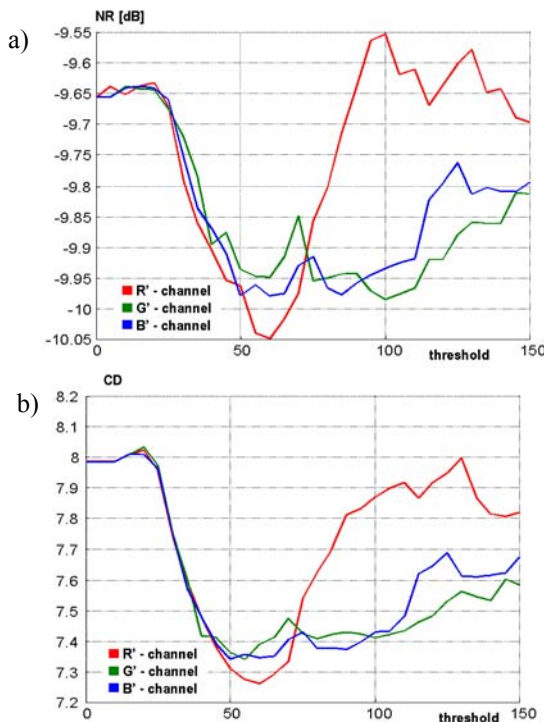 NR [dB]
a)
-9.55
-9.6
-9.65
-9.7
-9.75
-9.8
-9.85
-9.9
-9.95
-10
-10.05
R' - channel
G' - channel
B' - channel
0
50
100
150
threshold
CD
b)
8.2
8.1
8
7.9
7.8
7.7
7.6
7.5
7.4
7.3
7.2
R' - channel
G' - channel
B' - channel
0
50
100
150
threshold